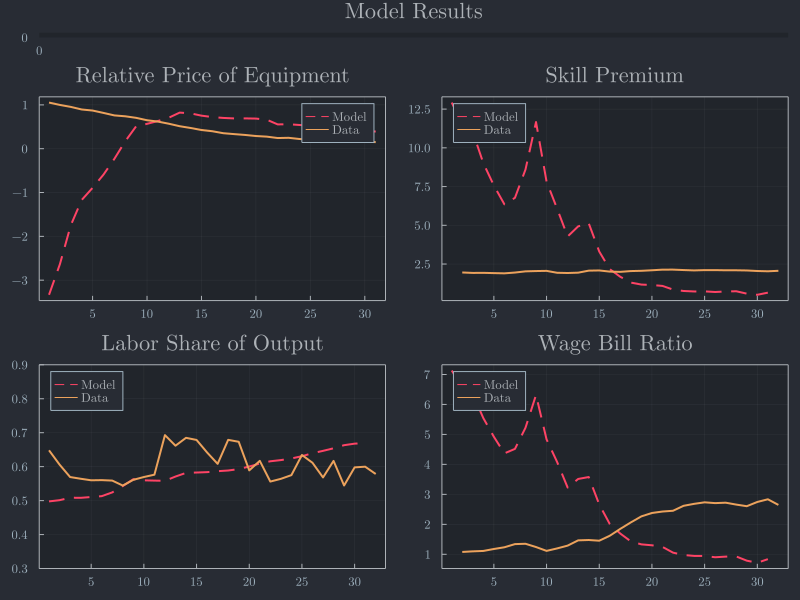 Model Results
0
0
Relative Price of Equipment
1
0
−1
−2
−3
5 10 15 20 25 30
Model
Data
Skill Premium
12.5
10.0
7.5
5.0
2.5
5 10 15 20 25 30
Model
Data
Labor Share of Output
0.9
0.8
0.7
0.6
0.5
0.4
0.3
5 10 15 20 25 30
Model
Data
Wage Bill Ratio
7
6
5
4
3
2
1
5 10 15 20 25 30
Model
Data